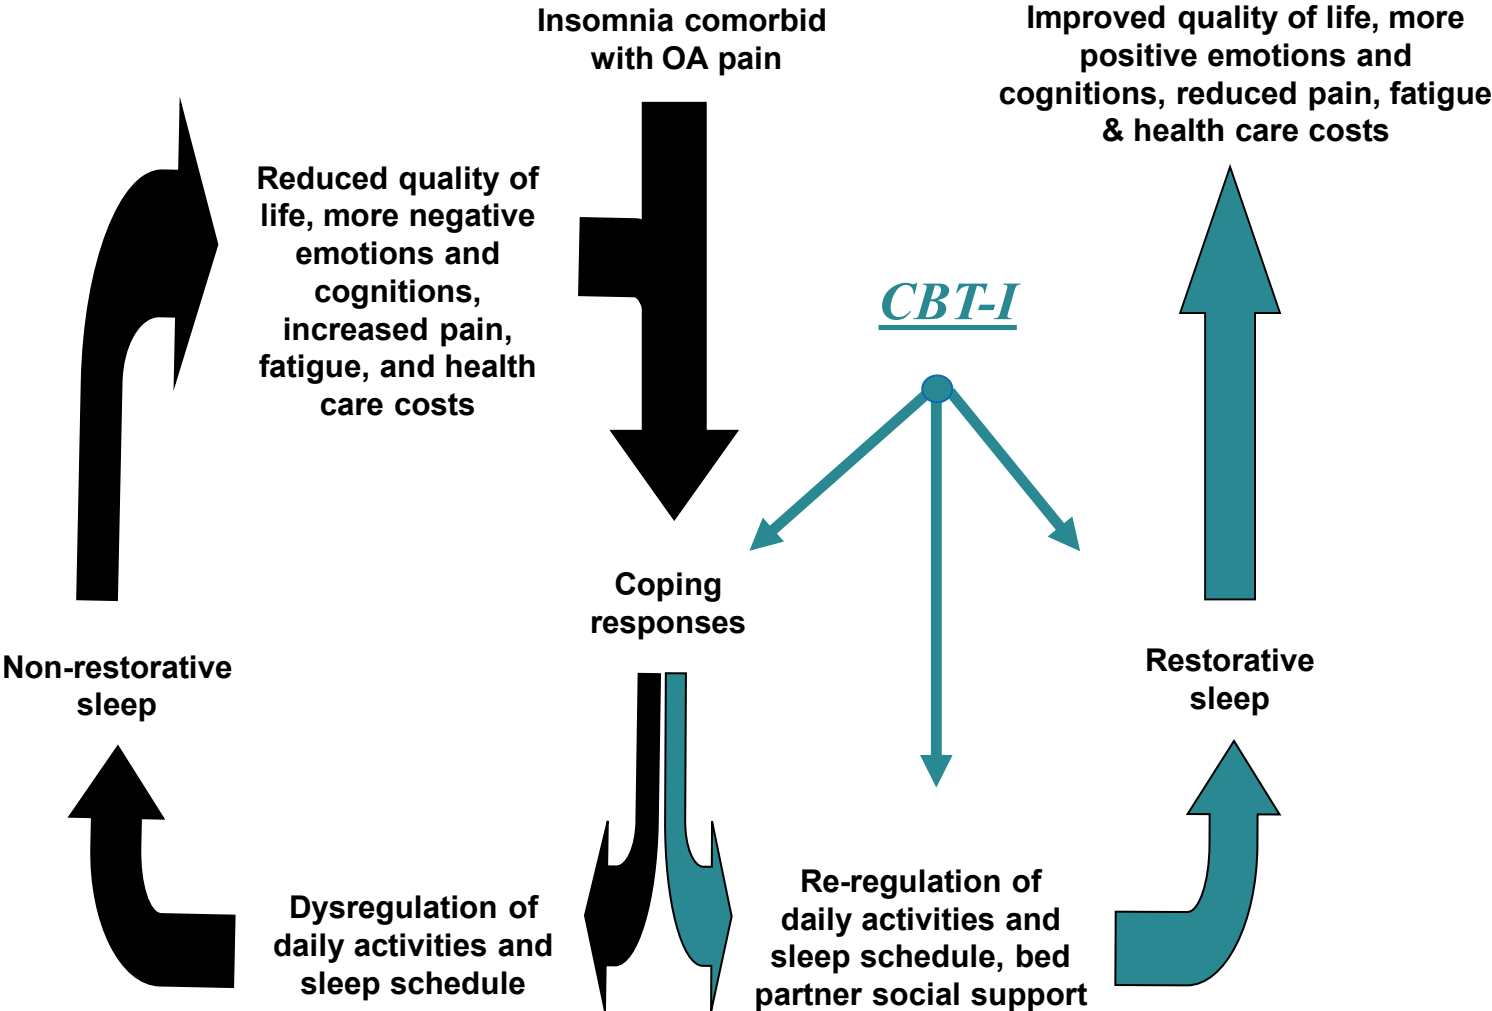 Insomnia comorbid
with OA pain
Improved quality of life, more
positive emotions and
cognitions, reduced pain, fatigue
& health care costs
Reduced quality of
life, more negative
emotions and
cognitions,
increased pain,
fatigue, and health
care costs
CBT-I
Coping
responses
Non-restorative
sleep
Restorative
sleep
Dysregulation of
daily activities and
sleep schedule
Re-regulation of
daily activities and
sleep schedule, bed
partner social support